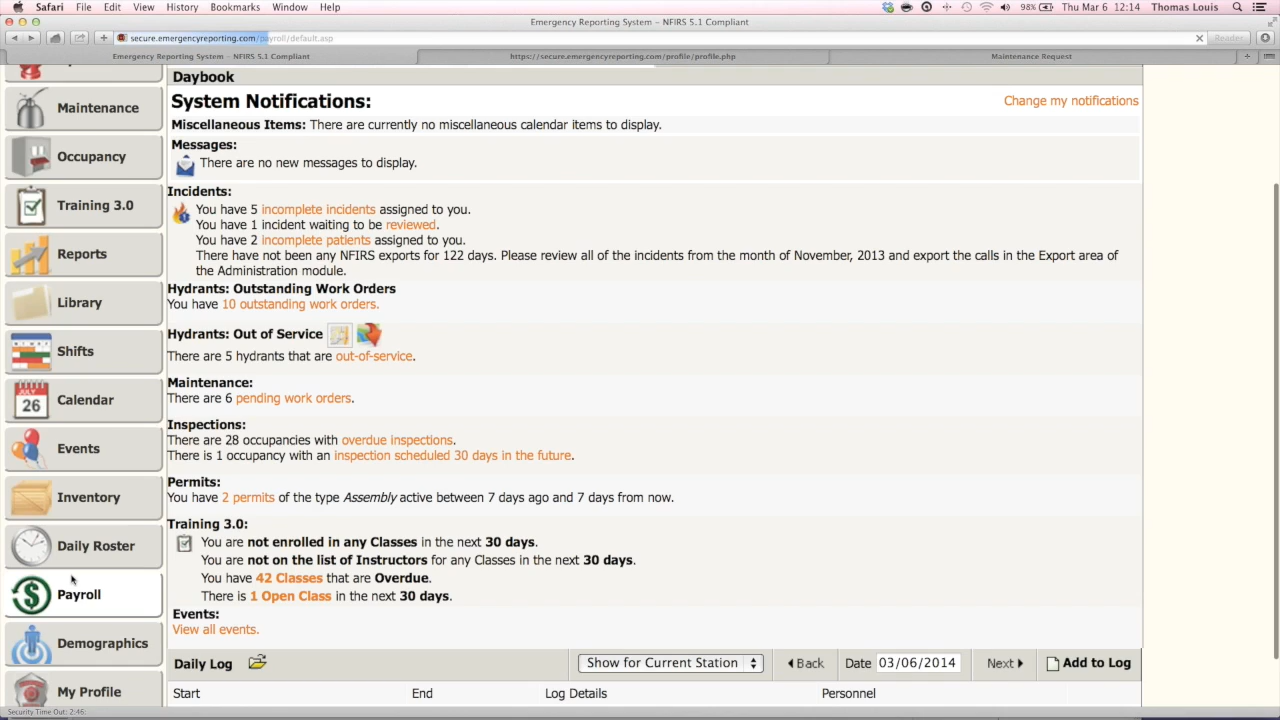 Safari File Edit View History Bookmarks Window Help 98% Thu Mar 6 12:14 Thomas Louis
Emergency Reporting System – NFIRS 5.1 Compliant
secure.emergencyreporting.com/payroll/default.asp Reader
Emergency Reporting System – NFIRS 5.1 Compliant https://secure.emergencyreporting.com/profile/profile.php Maintenance Request
Maintenance
Occupancy
Training 3.0
Reports
Library
Shifts
JULY
26
Calendar
Events
Inventory
Daily Roster
Payroll
Demographics
My Profile
Daybook
System Notifications: Change my notifications
Miscellaneous Items: There are currently no miscellaneous calendar items to display.
Messages:
There are no new messages to display.
Incidents:
You have 5 incomplete incidents assigned to you.
You have 1 incident waiting to be reviewed.
You have 2 incomplete patients assigned to you.
There have not been any NFIRS exports for 122 days. Please review all of the incidents from the month of November, 2013 and export the calls in the Export area of
the Administration module.
Hydrants: Outstanding Work Orders
You have 10 outstanding work orders.
Hydrants: Out of Service
There are 5 hydrants that are out-of-service.
Maintenance:
There are 6 pending work orders.
Inspections:
There are 28 occupancies with overdue inspections.
There is 1 occupancy with an inspection scheduled 30 days in the future.
Permits:
You have 2 permits of the type Assembly active between 7 days ago and 7 days from now.
Training 3.0:
You are not enrolled in any Classes in the next 30 days.
You are not on the list of Instructors for any Classes in the next 30 days.
You have 42 Classes that are Overdue.
There is 1 Open Class in the next 30 days.
Events:
View all events.
Daily Log Show for Current Station Back Date 03/06/2014 Next Add to Log
Start End Log Details Personnel
Security Time Out: 2:46: